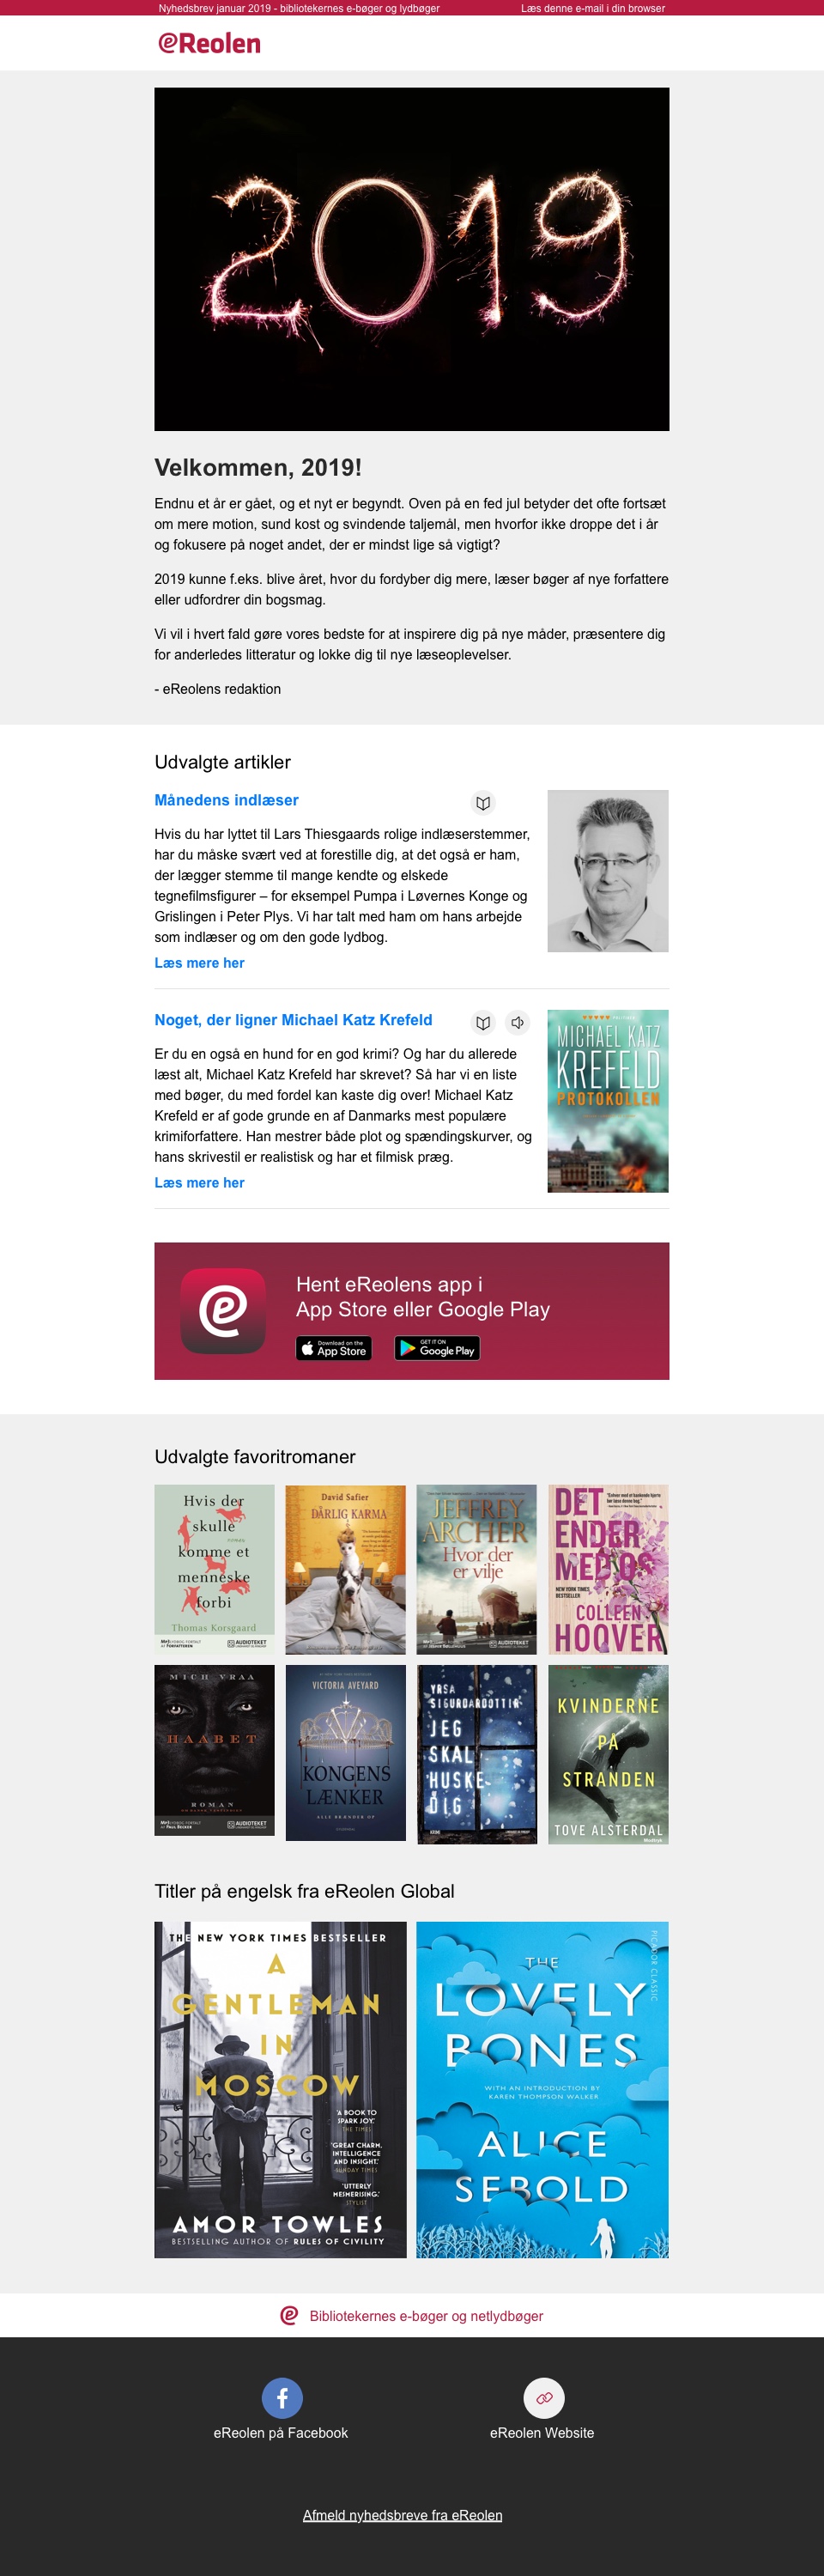 Nyhedsbrev januar 2019 - bibliotekernes e-bøger og lydbøger
Læs denne e-mail i din browser
eReolen
2019
Velkommen, 2019!
Endnu et år er gået, og et nyt er begyndt. Oven på en fed jul betyder det ofte fortsæt
om mere motion, sund kost og svindende taljemål, men hvorfor ikke droppe det i år
og fokusere på noget andet, der er mindst lige så vigtigt?
2019 kunne f.eks. blive året, hvor du fordyber dig mere, læser bøger af nye forfattere
eller udfordrer din bogsmag.
Vi vil i hvert fald gøre vores bedste for at inspirere dig på nye måder, præsentere dig
for anderledes litteratur og lokke dig til nye læseoplevelser.
- eReolens redaktion
Udvalgte artikler
Månedens indlæser
Hvis du har lyttet til Lars Thiesgaards rolige indlæserstemmer,
har du måske svært ved at forestille dig, at det også er ham,
der lægger stemme til mange kendte og elskede
tegnefilmsfigurer – for eksempel Pumpa i Løvernes Konge og
Grislingen i Peter Plys. Vi har talt med ham om hans arbejde
som indlæser og om den gode lydbog.
Læs mere her
Noget, der ligner Michael Katz Krefeld
Er du en også en hund for en god krimi? Og har du allerede
læst alt, Michael Katz Krefeld har skrevet? Så har vi en liste
med bøger, du med fordel kan kaste dig over! Michael Katz
Krefeld er af gode grunde en af Danmarks mest populære
krimiforfattere. Han mestrer både plot og spændingskurver, og
hans skrivestil er realistisk og har et filmisk præg.
Læs mere her
MICHAEL KATZ
KREFELD
PROTOKOLLEN
Hent eReolens app i
App Store eller Google Play
Download on the
App Store
GET IT ON
Google Play
Udvalgte favoritromaner
Hvis der
skulle
komme et
menneske
forbi
Thomas Korsgaard
AUDIOTEKET
David Safier
DÅRLIG KARMA
JEFFREY
ARCHER
Hvor der
er vilje
AUDIOTEKET
DET
ENDER
MED OS
NEW YORK TIMES
BESTSELLER
COLLEEN
HOOVER
MICH VRAA
HAABET
ROMAN
AUDIOTEKET
VICTORIA AVEYARD
KONGENS
LÆNKER
ALLE BRÆNDER OP
YRSA
SIGURDARDOTTIR
JEG
SKAL
HUSKE
DIG
KVINDERNE
PÅ
STRANDEN
TOVE ALSTERDAL
Modtryk
Titler på engelsk fra eReolen Global
THE NEW YORK TIMES BESTSELLER
A
GENTLEMAN
IN
MOSCOW
'A BOOK TO
SPARK JOY.'
THE TIMES
'GREAT CHARM,
INTELLIGENCE
AND INSIGHT.'
SUNDAY TIMES
'UTTERLY
MESMERISING.'
STYLIST
AMOR TOWLES
BESTSELLING AUTHOR OF RULES OF CIVILITY
PICADOR CLASSIC
THE
LOVELY
BONES
WITH AN INTRODUCTION BY
KAREN THOMPSON WALKER
ALICE
SEBOLD
Bibliotekernes e-bøger og netlydbøger
eReolen på Facebook
eReolen Website
Afmeld nyhedsbreve fra eReolen